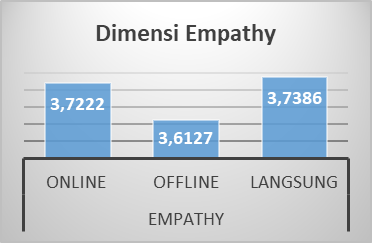 Dimensi Empathy
3,7222
3,6127
3,7386
ONLINE OFFLINE LANGSUNG
EMPATHY